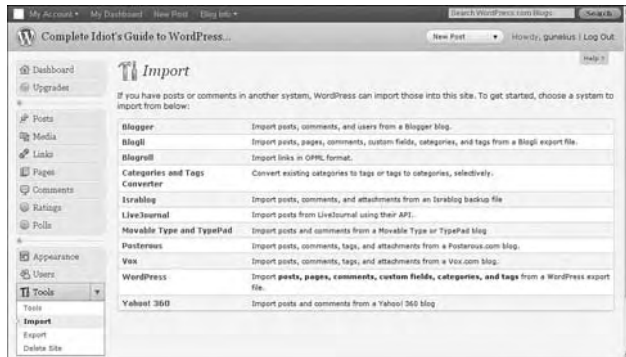 My Account ▾ My Dashboard New Post Blog Info ▾ Search WordPress.com Blogs Search
Complete Idiot's Guide to WordPress... New Post ▾ Howdy, gunelius | Log Out
Help ▾
Dashboard
Upgrades
Posts
Media
Links
Pages
Comments
Ratings
Polls
Appearance
Users
Tools
Tools
Import
Export
Delete Site
Import
If you have posts or comments in another system, WordPress can import those into this site. To get started, choose a system to
import from below:
Blogger Import posts, comments, and users from a Blogger blog.
Blogli Import posts, pages, comments, custom fields, categories, and tags from a Blogli export file.
Blogroll Import links in OPML format.
Categories and Tags Convert existing categories to tags or tags to categories, selectively.
Converter
Israblog Import posts, comments, and attachments from an Israblog backup file
LiveJournal Import posts from LiveJournal using their API.
Movable Type and TypePad Import posts and comments from a Movable Type or TypePad blog
Posterous Import posts, comments, tags, and attachments from a Posterous.com blog.
Vox Import posts, comments, tags, and attachments from a Vox.com blog.
WordPress Import posts, pages, comments, custom fields, categories, and tags from a WordPress export
file.
Yahoo! 360 Import posts and comments from a Yahoo! 360 blog